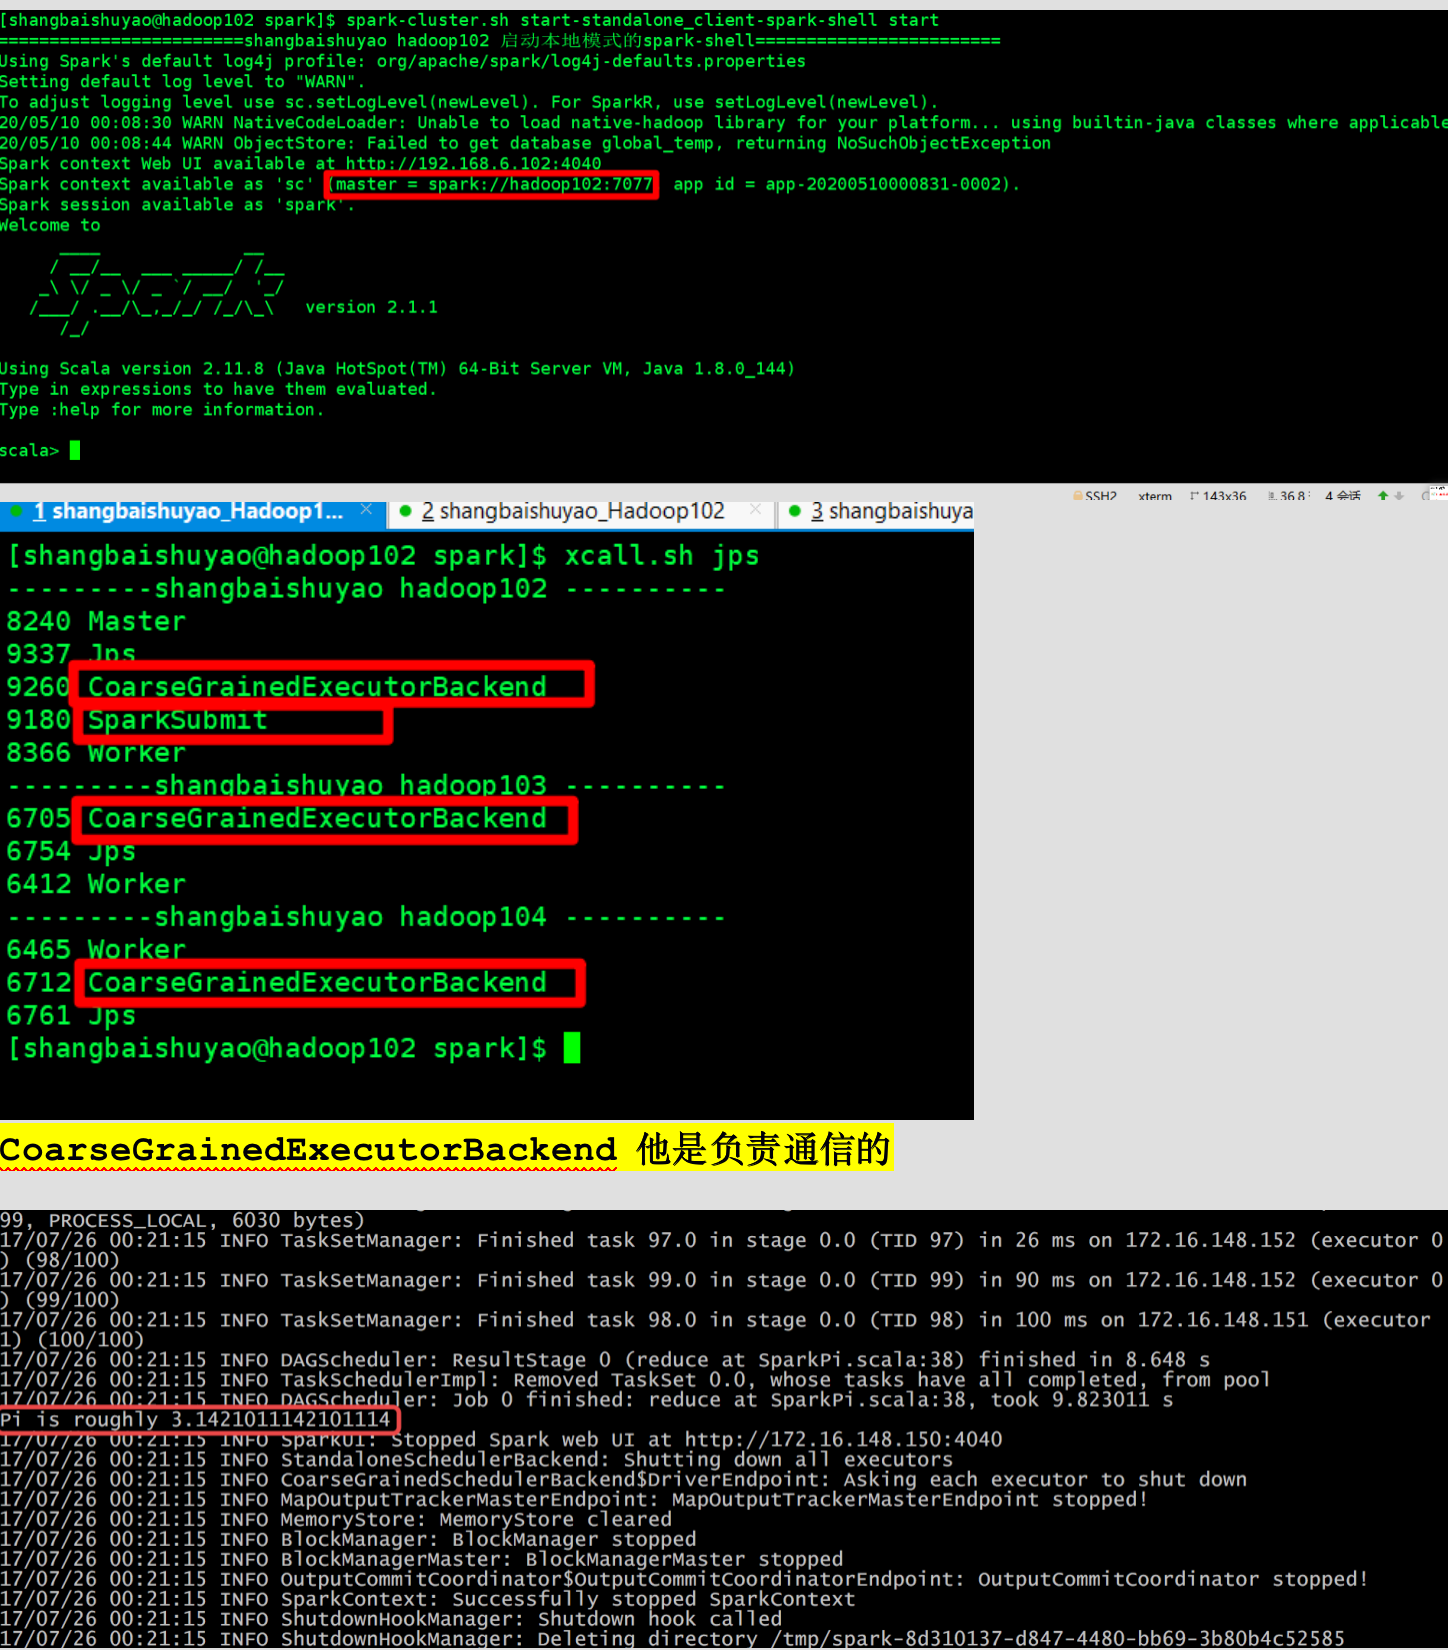 [shangbaishuyao@hadoop102 spark]$ spark-cluster.sh start-standalone_client-spark-shell start
========================shangbaishuyao hadoop102 启动本地模式的spark-shell========================
Using Spark's default log4j profile: org/apache/spark/log4j-defaults.properties
Setting default log level to "WARN".
To adjust logging level use sc.setLogLevel(newLevel). For SparkR, use setLogLevel(newLevel).
20/05/10 00:08:30 WARN NativeCodeLoader: Unable to load native-hadoop library for your platform... using builtin-java classes where applicable
20/05/10 00:08:44 WARN ObjectStore: Failed to get database global_temp, returning NoSuchObjectException
Spark context Web UI available at http://192.168.6.102:4040
Spark context available as 'sc' (master = spark://hadoop102:7077 app id = app-20200510000831-0002).
Spark session available as 'spark'.
Welcome to
version 2.1.1
Using Scala version 2.11.8 (Java HotSpot(TM) 64-Bit Server VM, Java 1.8.0_144)
Type in expressions to have them evaluated.
Type :help for more information.
scala>
SSH2 xterm 143x36 36,8 4 会话
1 shangbaishuyao_Hadoop1... × 2 shangbaishuyao_Hadoop102 × 3 shangbaishuya
[shangbaishuyao@hadoop102 spark]$ xcall.sh jps
---------shangbaishuyao hadoop102 ----------
8240 Master
9337 Jps
9260 CoarseGrainedExecutorBackend
9180 SparkSubmit
8366 Worker
---------shangbaishuyao hadoop103 ----------
6705 CoarseGrainedExecutorBackend
6754 Jps
6412 Worker
---------shangbaishuyao hadoop104 ----------
6465 Worker
6712 CoarseGrainedExecutorBackend
6761 Jps
[shangbaishuyao@hadoop102 spark]$
CoarseGrainedExecutorBackend 他是负责通信的
99, PROCESS_LOCAL, 6030 bytes)
17/07/26 00:21:15 INFO TaskSetManager: Finished task 97.0 in stage 0.0 (TID 97) in 26 ms on 172.16.148.152 (executor 0
) (98/100)
17/07/26 00:21:15 INFO TaskSetManager: Finished task 99.0 in stage 0.0 (TID 99) in 90 ms on 172.16.148.152 (executor 0
) (99/100)
17/07/26 00:21:15 INFO TaskSetManager: Finished task 98.0 in stage 0.0 (TID 98) in 100 ms on 172.16.148.151 (executor
1) (100/100)
17/07/26 00:21:15 INFO DAGScheduler: ResultStage 0 (reduce at SparkPi.scala:38) finished in 8.648 s
17/07/26 00:21:15 INFO TaskSchedulerImpl: Removed TaskSet 0.0, whose tasks have all completed, from pool
17/07/26 00:21:15 INFO DAGScheduler: Job 0 finished: reduce at SparkPi.scala:38, took 9.823011 s
Pi is roughly 3.1421011142101114
17/07/26 00:21:15 INFO SparkUI: Stopped Spark web UI at http://172.16.148.150:4040
17/07/26 00:21:15 INFO StandaloneSchedulerBackend: Shutting down all executors
17/07/26 00:21:15 INFO CoarseGrainedSchedulerBackend$DriverEndpoint: Asking each executor to shut down
17/07/26 00:21:15 INFO MapOutputTrackerMasterEndpoint: MapOutputTrackerMasterEndpoint stopped!
17/07/26 00:21:15 INFO MemoryStore: MemoryStore cleared
17/07/26 00:21:15 INFO BlockManager: BlockManager stopped
17/07/26 00:21:15 INFO BlockManagerMaster: BlockManagerMaster stopped
17/07/26 00:21:15 INFO OutputCommitCoordinator$OutputCommitCoordinatorEndpoint: OutputCommitCoordinator stopped!
17/07/26 00:21:15 INFO SparkContext: Successfully stopped SparkContext
17/07/26 00:21:15 INFO ShutdownHookManager: Shutdown hook called
17/07/26 00:21:15 INFO ShutdownHookManager: Deleting directory /tmp/spark-8d310137-d847-4480-bb69-3b80b4c52585